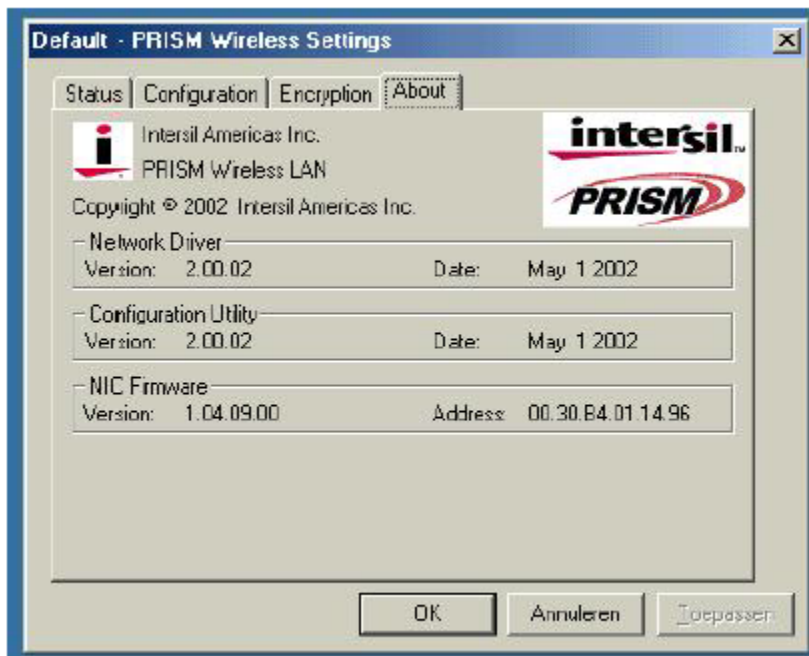 Default - PRISM Wireless Settings
Status Configuration Encryption About
Intersil Americas Inc.
PRISM Wireless LAN
Copyright © 2002 Intersil Americas Inc.
intersil™
PRISM
Network Driver
Version: 2.00.02 Date: May 1 2002
Configuration Utility
Version: 2.00.02 Date: May 1 2002
NIC Firmware
Version: 1.04.09.00 Address: 00.30.B4.01.14.96
OK Annuleren Toepassen